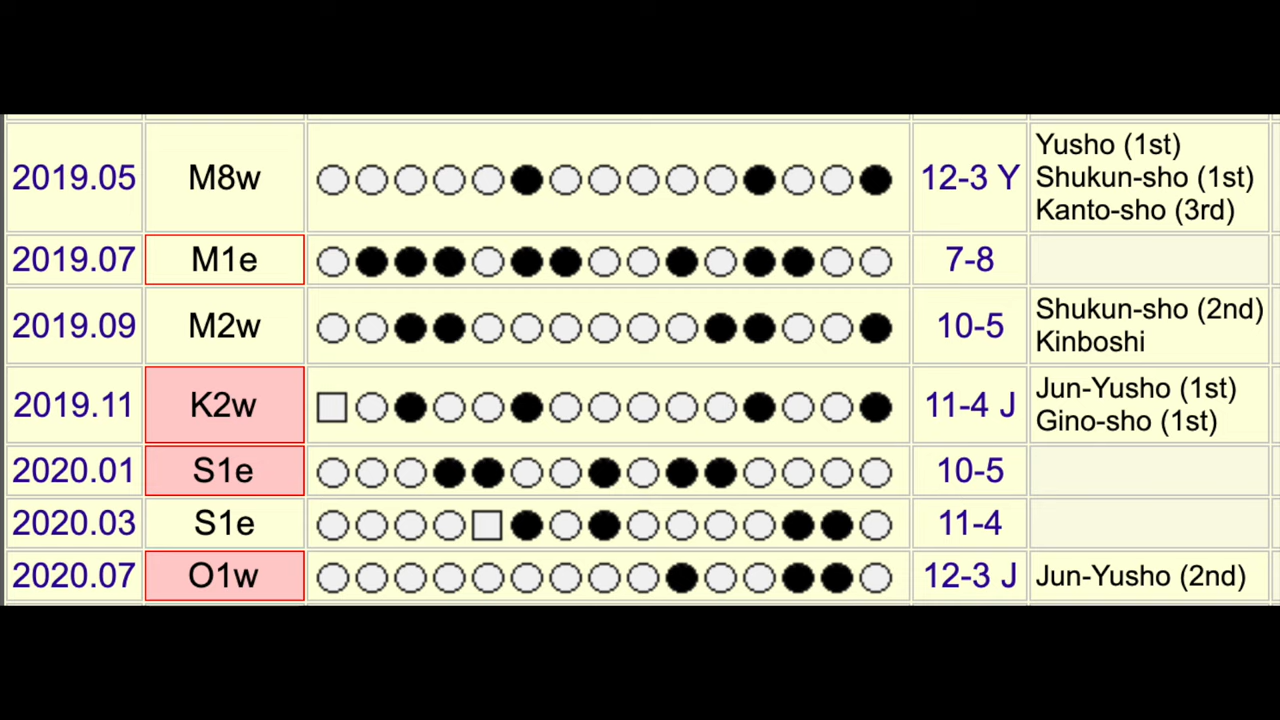 2019.05 M8w 12-3 Y Yusho (1st)
Shukun-sho (1st)
Kanto-sho (3rd)
2019.07 M1e 7-8
2019.09 M2w 10-5 Shukun-sho (2nd)
Kinboshi
2019.11 K2w 11-4 J Jun-Yusho (1st)
Gino-sho (1st)
2020.01 S1e 10-5
2020.03 S1e 11-4
2020.07 O1w 12-3 J Jun-Yusho (2nd)